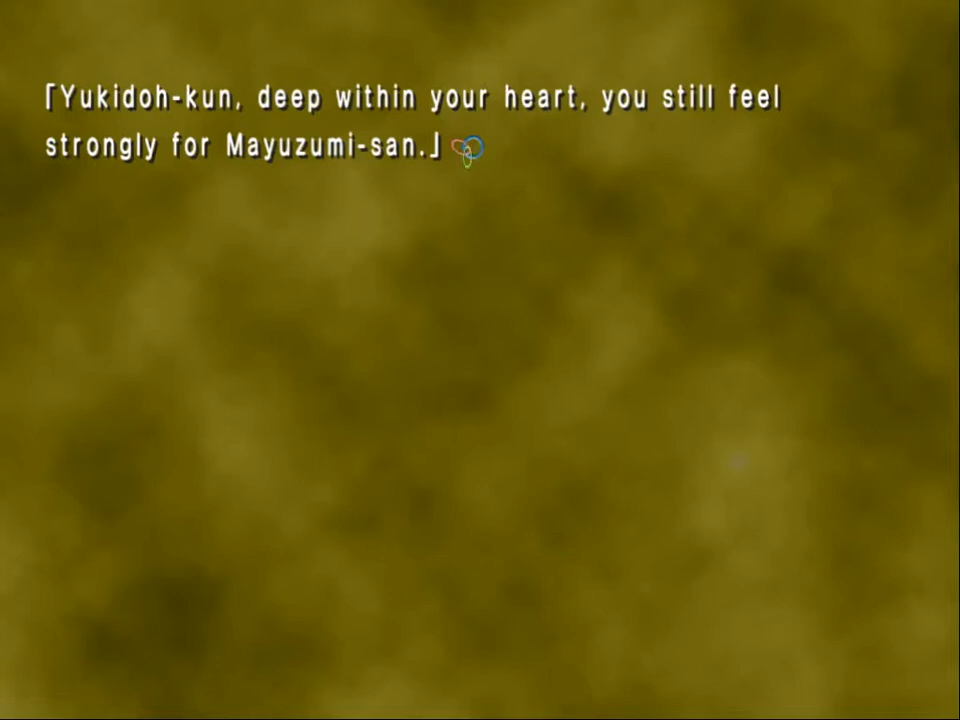 「Yukidoh-kun, deep within your heart, you still feel
strongly for Mayuzumi-san.」